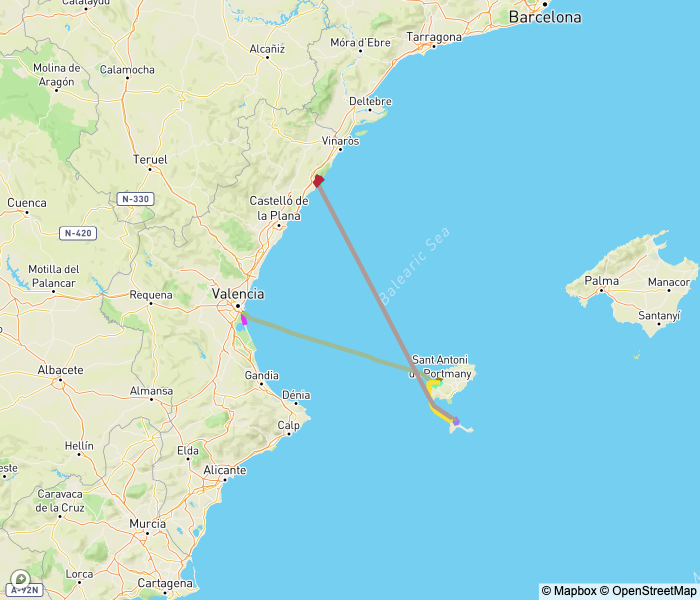 Calatayud
Barcelona
Tarragona
Móra d'Ebre
Alcañiz
Molina de
Aragón
Calamocha
Deltebre
Vinaròs
Teruel
N-330
Castelló de
la Plana
Cuenca
N-420
Balearic Sea
Motilla del
Palancar
Requena
Valencia
Palma
Manacor
Santanyí
Sant Antoni
de Portmany
Albacete
Gandia
Almansa
Dénia
Calp
Hellín
Elda
Alicante
Caravaca
de la Cruz
Murcia
Lorca
A-92N
Cartagena
© Mapbox © OpenStreetMap